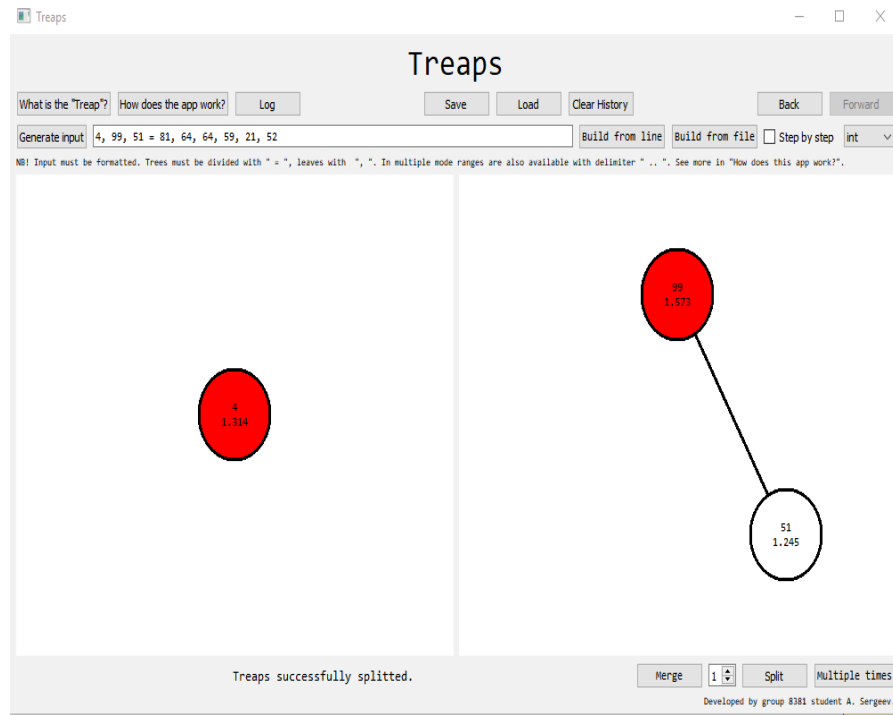 Treaps
Treaps
What is the "Treap"? How does the app work? Log Save Load Clear History Back Forward
Generate input 4, 99, 51 = 81, 64, 64, 59, 21, 52 Build from line Build from file Step by step int
NB! Input must be formatted. Trees must be divided with " = ", leaves with ", ". In multiple mode ranges are also available with delimiter " .. ". See more in "How does this app work?".
99
1.573
4
1.314
51
1.245
Treaps successfully splitted. Merge 1 Split Multiple times
Developed by group 8381 student A. Sergeev